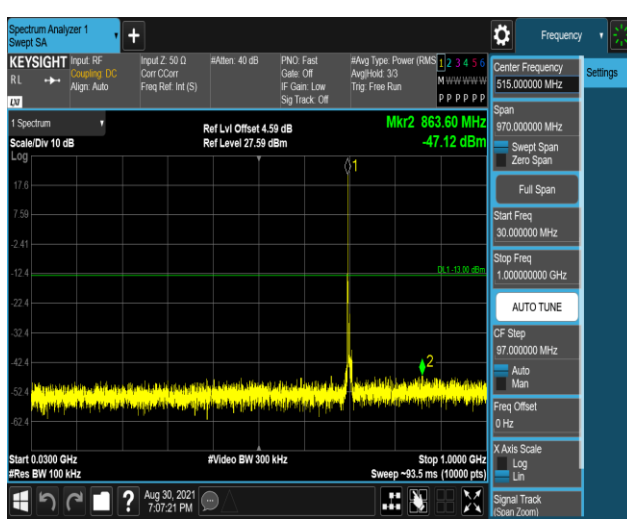 Spectrum Analyzer 1
Swept SA
Frequency
KEYSIGHT
RL
LXI
Input: RF
Coupling: DC
Align: Auto
Input Z: 50 Ω
Corr CCorr
Freq Ref: Int (S)
#Atten: 40 dB
PNO: Fast
Gate: Off
IF Gain: Low
Sig Track: Off
#Avg Type: Power (RMS
Avg|Hold: 3/3
Trig: Free Run
1 2 3 4 5 6
M W W W W W
P P P P P P
1 Spectrum
Scale/Div 10 dB
Log
Ref Lvl Offset 4.59 dB
Ref Level 27.59 dBm
Mkr2 863.60 MHz
-47.12 dBm
17.6
7.59
-2.41
-12.4
-22.4
-32.4
-42.4
-52.4
-62.4
1
DL1 -13.00 dBm
2
Start 0.0300 GHz
#Res BW 100 kHz
#Video BW 300 kHz
Stop 1.0000 GHz
Sweep ~93.5 ms (10000 pts)
?
Aug 30, 2021
7:07:21 PM
Center Frequency
515.000000 MHz
Settings
Span
970.000000 MHz
Swept Span
Zero Span
Full Span
Start Freq
30.000000 MHz
Stop Freq
1.000000000 GHz
AUTO TUNE
CF Step
97.000000 MHz
Auto
Man
Freq Offset
0 Hz
X Axis Scale
Log
Lin
Signal Track
(Span Zoom)